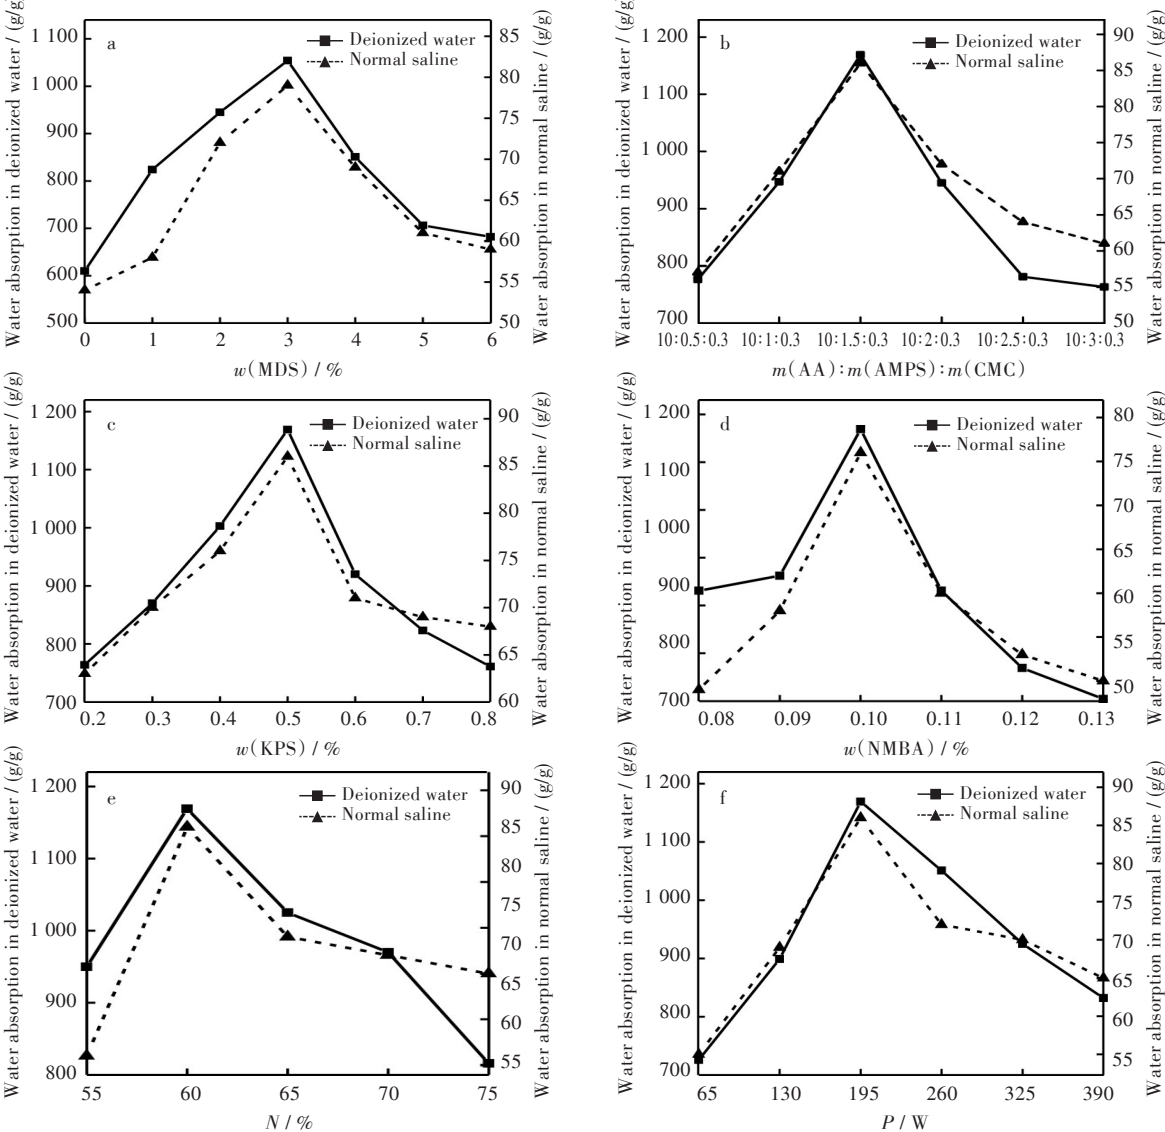 Water absorption in deionized water / (g/g)
1 100
1 000
900
800
700
600
500
a
Deionized water
Normal saline
85
80
75
70
65
60
55
50
Water absorption in normal saline / (g/g)
0 1 2 3 4 5 6
w(MDS) / %
Water absorption in deionized water / (g/g)
1 200
1 100
1 000
900
800
700
b
Deionized water
Normal saline
90
85
80
75
70
65
60
55
50
Water absorption in normal saline / (g/g)
10:0.5:0.3 10:1:0.3 10:1.5:0.3 10:2:0.3 10:2.5:0.3 10:3:0.3
m(AA):m(AMPS):m(CMC)
Water absorption in deionized water / (g/g)
1 200
1 100
1 000
900
800
700
c
Deionized water
Normal saline
90
85
80
75
70
65
60
Water absorption in normal saline / (g/g)
0.2 0.3 0.4 0.5 0.6 0.7 0.8
w(KPS) / %
Water absorption in deionized water / (g/g)
1 200
1 100
1 000
900
800
700
d
Deionized water
Normal saline
80
75
70
65
60
55
50
Water absorption in normal saline / (g/g)
0.08 0.09 0.10 0.11 0.12 0.13
w(NMBA) / %
Water absorption in deionized water / (g/g)
1 200
1 100
1 000
900
800
e
Deionized water
Normal saline
90
85
80
75
70
65
60
55
Water absorption in normal saline / (g/g)
55 60 65 70 75
N / %
Water absorption in deionized water / (g/g)
1 200
1 100
1 000
900
800
700
f
Deionized water
Normal saline
90
85
80
75
70
65
60
55
Water absorption in normal saline / (g/g)
65 130 195 260 325 390
P / W